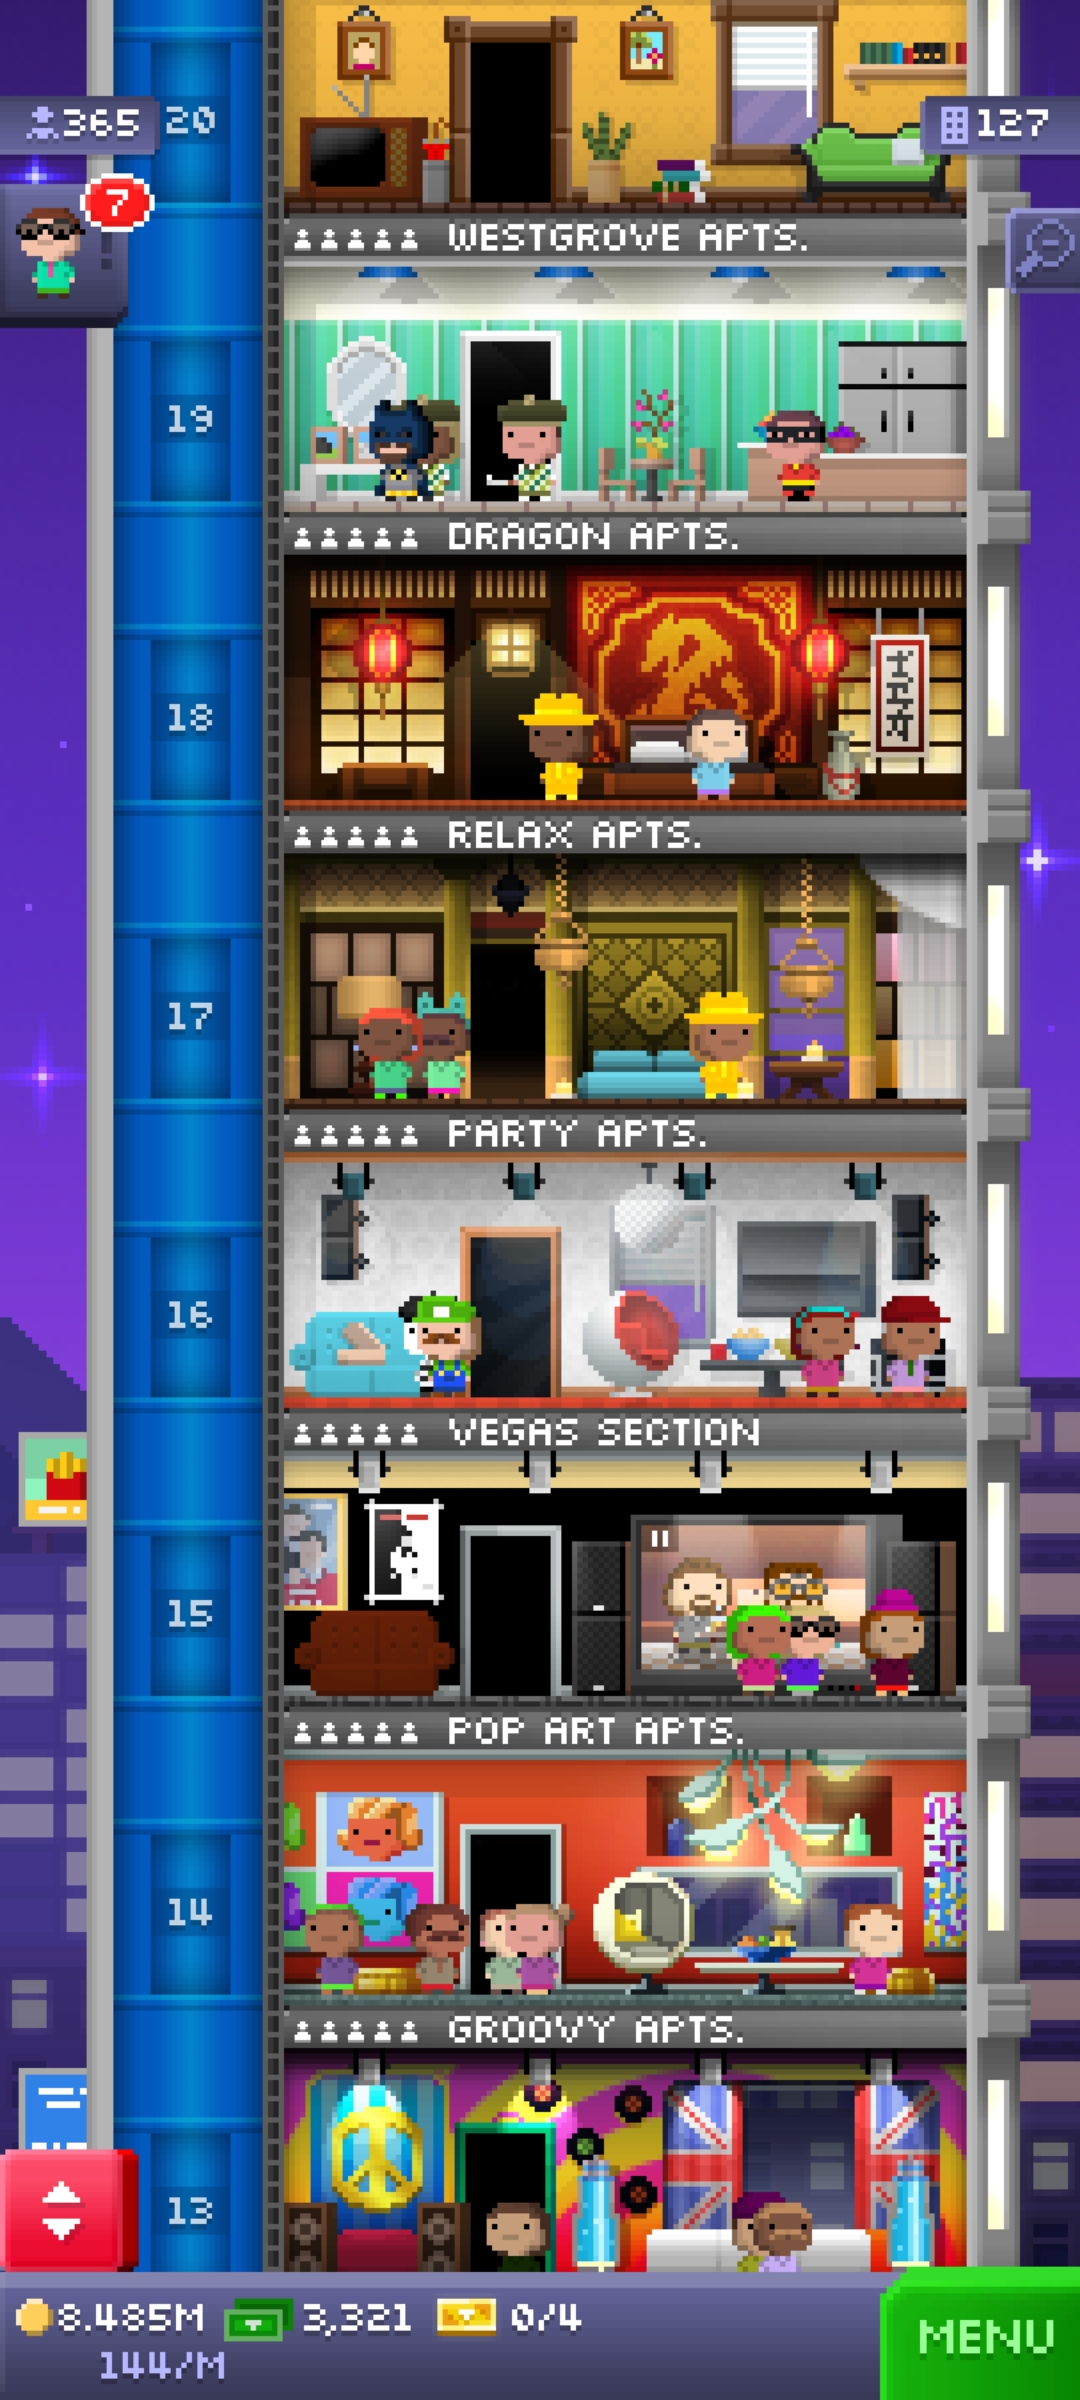 365
20
127
7
WESTGROVE APTS.
19
DRAGON APTS.
18
RELAX APTS.
17
PARTY APTS.
16
VEGAS SECTION
15
POP ART APTS.
14
GROOVY APTS.
13
8.485M 3,321 0/4
144/M
MENU